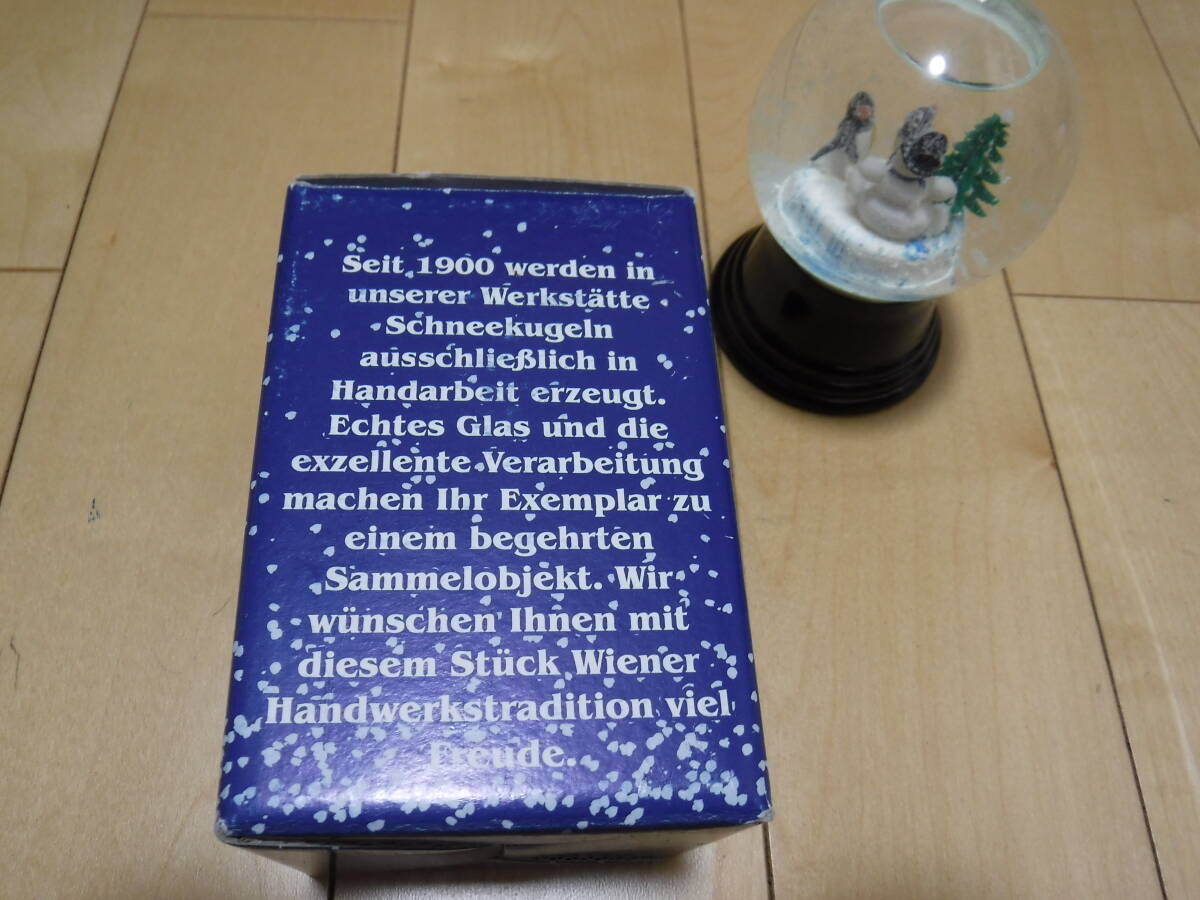 Seit 1900 werden in
unserer Werkstätte
Schneekugeln
ausschließlich in
Handarbeit erzeugt.
Echtes Glas und die
exzellente Verarbeitung
machen Ihr Exemplar zu
einem begehrten
Sammelobjekt. Wir
wünschen Ihnen mit
diesem Stück Wiener
Handwerkstradition viel
Freude.